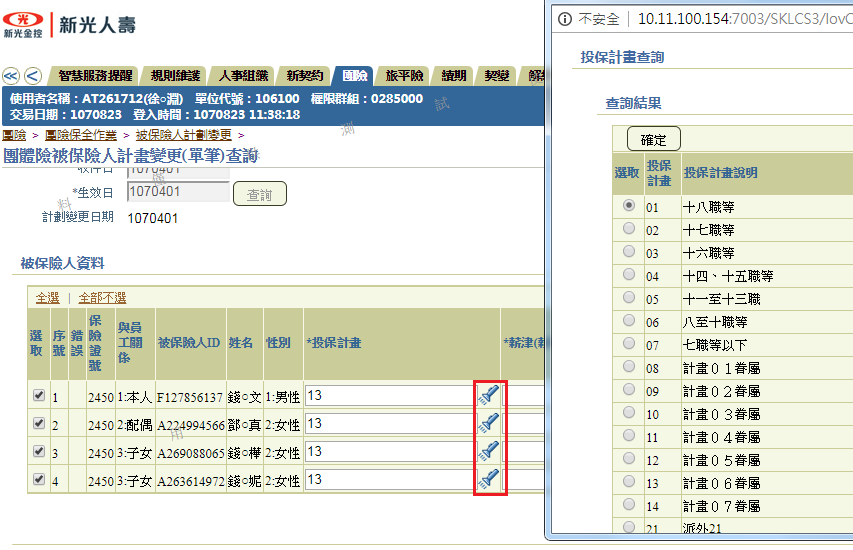 新光金控 新光人壽
智慧服務提醒 規則維護 人事組織 新契約 團險 旅平險 續期 契變
使用者名稱：AT261712(徐○瀾) 單位代號：106100 權限群組：0285000
交易日期：1070823 登入時間：1070823 11:38:18
團險 > 團險保全作業 > 被保險人計劃變更 >
團體險被保險人計畫變更(單筆)查詢
收件日 1070401
*生效日 1070401 查詢
計劃變更日期 1070401
測 試
料 用
被保險人資料
全選 | 全部不選
選取 序號 錯誤 保險證號 與員工關係 被保險人ID 姓名 性別 *投保計畫
1 2450 1:本人 F127856137 錢○文 1:男性 13
2 2450 2:配偶 A224994566 鄧○真 2:女性 13
3 2450 3:子女 A269088065 錢○樺 2:女性 13
4 2450 3:子女 A263614972 錢○妮 2:女性 13
不安全 | 10.11.100.154:7003/SKLCS3/lovC
投保計畫查詢
查詢結果
確定
選取 投保計畫 投保計畫說明
01 十八職等
02 十七職等
03 十六職等
04 十四、十五職等
05 十一至十三職
06 八至十職等
07 七職等以下
08 計畫０１眷屬
09 計畫０２眷屬
10 計畫０３眷屬
11 計畫０４眷屬
12 計畫０５眷屬
13 計畫０６眷屬
14 計畫０７眷屬
21 派外21